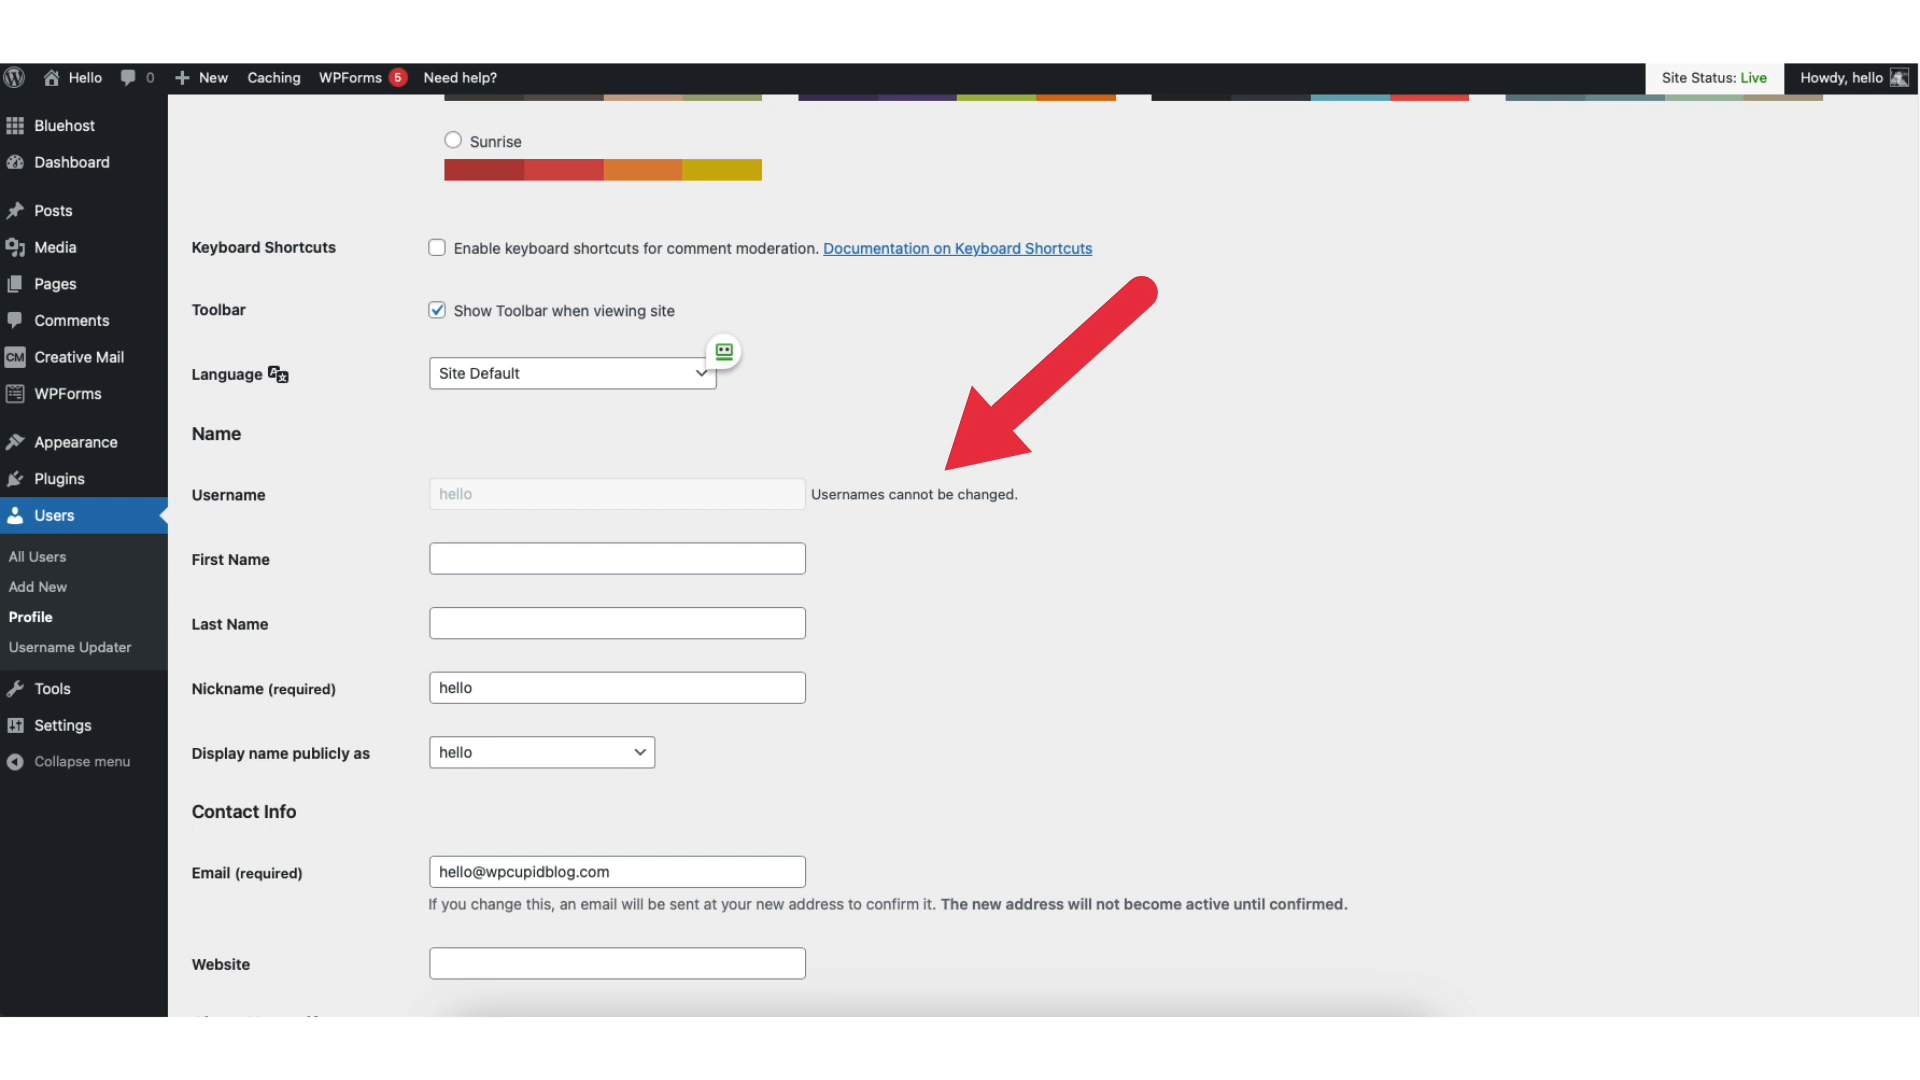 Hello 0 New Caching WPForms 5 Need help? Site Status: Live Howdy, hello
Bluehost
Dashboard
Posts
Media
Pages
Comments
CM Creative Mail
WPForms
Appearance
Plugins
Users
All Users
Add New
Profile
Username Updater
Tools
Settings
Collapse menu
Sunrise
Keyboard Shortcuts Enable keyboard shortcuts for comment moderation. Documentation on Keyboard Shortcuts
Toolbar Show Toolbar when viewing site
Language Site Default
Name
Username hello Usernames cannot be changed.
First Name
Last Name
Nickname (required) hello
Display name publicly as hello
Contact Info
Email (required) hello@wpcupidblog.com
If you change this, an email will be sent at your new address to confirm it. The new address will not become active until confirmed.
Website